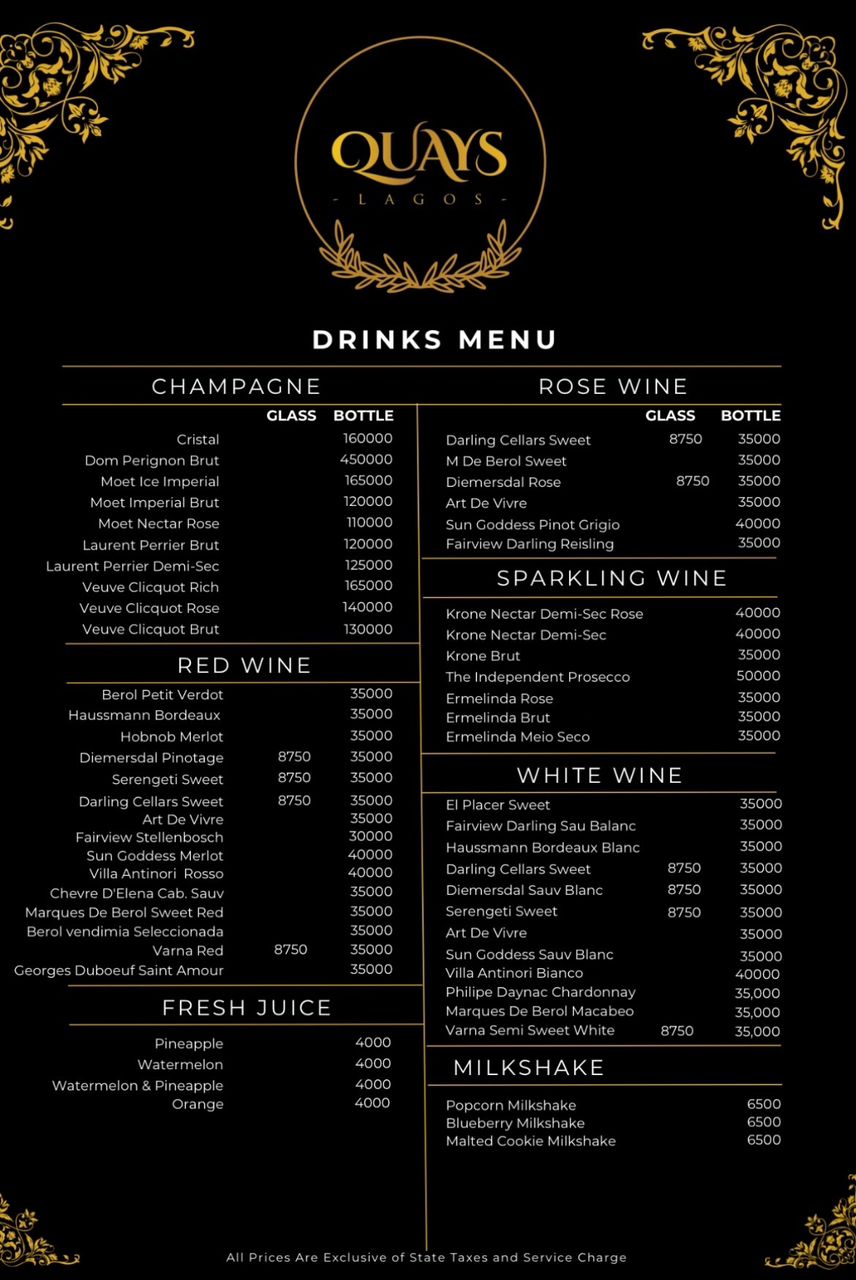 QUAYS
- LAGOS -
DRINKS MENU
CHAMPAGNE
GLASS BOTTLE
Cristal 160000
Dom Perignon Brut 450000
Moet Ice Imperial 165000
Moet Imperial Brut 120000
Moet Nectar Rose 110000
Laurent Perrier Brut 120000
Laurent Perrier Demi-Sec 125000
Veuve Clicquot Rich 165000
Veuve Clicquot Rose 140000
Veuve Clicquot Brut 130000
RED WINE
Berol Petit Verdot 35000
Haussmann Bordeaux 35000
Hobnob Merlot 35000
Diemersdal Pinotage 8750 35000
Serengeti Sweet 8750 35000
Darling Cellars Sweet 8750 35000
Art De Vivre 35000
Fairview Stellenbosch 30000
Sun Goddess Merlot 40000
Villa Antinori Rosso 40000
Chevre D'Elena Cab. Sauv 35000
Marques De Berol Sweet Red 35000
Berol vendimia Seleccionada 35000
Varna Red 8750 35000
Georges Duboeuf Saint Amour 35000
FRESH JUICE
Pineapple 4000
Watermelon 4000
Watermelon & Pineapple 4000
Orange 4000
ROSE WINE
GLASS BOTTLE
Darling Cellars Sweet 8750 35000
M De Berol Sweet 35000
Diemersdal Rose 8750 35000
Art De Vivre 35000
Sun Goddess Pinot Grigio 40000
Fairview Darling Reisling 35000
SPARKLING WINE
Krone Nectar Demi-Sec Rose 40000
Krone Nectar Demi-Sec 40000
Krone Brut 35000
The Independent Prosecco 50000
Ermelinda Rose 35000
Ermelinda Brut 35000
Ermelinda Meio Seco 35000
WHITE WINE
El Placer Sweet 35000
Fairview Darling Sau Balanc 35000
Haussmann Bordeaux Blanc 35000
Darling Cellars Sweet 8750 35000
Diemersdal Sauv Blanc 8750 35000
Serengeti Sweet 8750 35000
Art De Vivre 35000
Sun Goddess Sauv Blanc 35000
Villa Antinori Bianco 40000
Philipe Daynac Chardonnay 35,000
Marques De Berol Macabeo 35,000
Varna Semi Sweet White 8750 35,000
MILKSHAKE
Popcorn Milkshake 6500
Blueberry Milkshake 6500
Malted Cookie Milkshake 6500
All Prices Are Exclusive of State Taxes and Service Charge